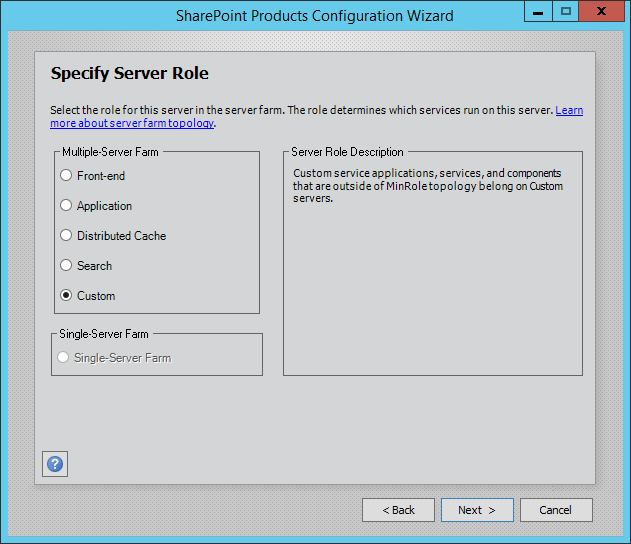 SharePoint Products Configuration Wizard
Specify Server Role
Select the role for this server in the server farm. The role determines which services run on this server. Learn
more about server farm topology.
Multiple-Server Farm
Front-end
Application
Distributed Cache
Search
Custom
Single-Server Farm
Single-Server Farm
Server Role Description
Custom service applications, services, and components
that are outside of MinRole topology belong on Custom
servers.
?
< Back
Next >
Cancel